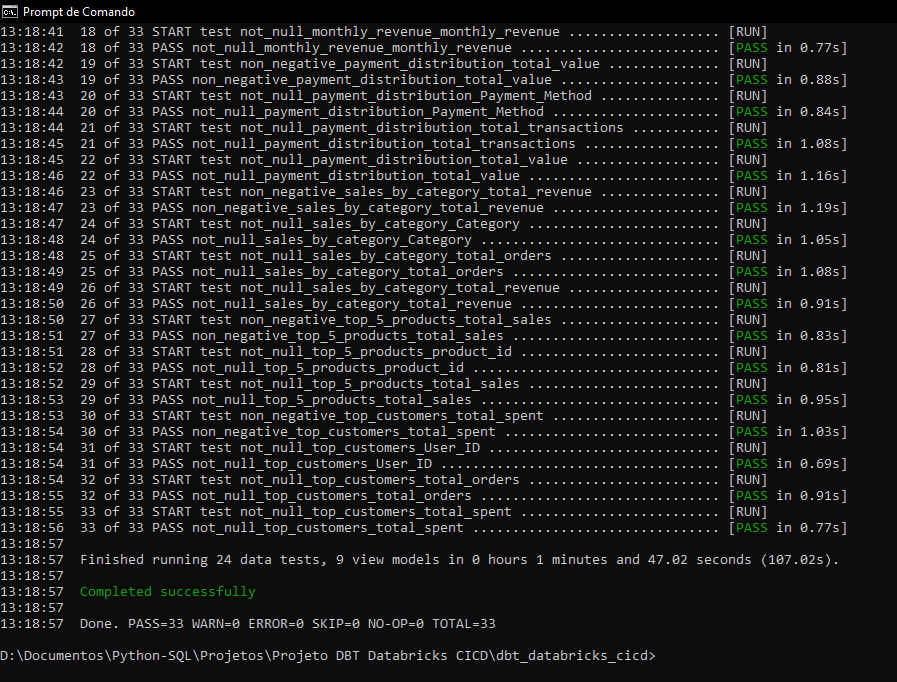 Prompt de Comando
13:18:41  18 of 33 START test not_null_monthly_revenue_monthly_revenue ................... [RUN]
13:18:42  18 of 33 PASS not_null_monthly_revenue_monthly_revenue ......................... [PASS in 0.77s]
13:18:42  19 of 33 START test non_negative_payment_distribution_total_value .............. [RUN]
13:18:43  19 of 33 PASS non_negative_payment_distribution_total_value .................... [PASS in 0.88s]
13:18:43  20 of 33 START test not_null_payment_distribution_Payment_Method ............... [RUN]
13:18:44  20 of 33 PASS not_null_payment_distribution_Payment_Method ..................... [PASS in 0.84s]
13:18:44  21 of 33 START test not_null_payment_distribution_total_transactions ........... [RUN]
13:18:45  21 of 33 PASS not_null_payment_distribution_total_transactions ................. [PASS in 1.08s]
13:18:45  22 of 33 START test not_null_payment_distribution_total_value .................. [RUN]
13:18:46  22 of 33 PASS not_null_payment_distribution_total_value ........................ [PASS in 1.16s]
13:18:46  23 of 33 START test non_negative_sales_by_category_total_revenue ............... [RUN]
13:18:47  23 of 33 PASS non_negative_sales_by_category_total_revenue ..................... [PASS in 1.19s]
13:18:47  24 of 33 START test not_null_sales_by_category_Category ........................ [RUN]
13:18:48  24 of 33 PASS not_null_sales_by_category_Category .............................. [PASS in 1.05s]
13:18:48  25 of 33 START test not_null_sales_by_category_total_orders .................... [RUN]
13:18:49  25 of 33 PASS not_null_sales_by_category_total_orders .......................... [PASS in 1.08s]
13:18:49  26 of 33 START test not_null_sales_by_category_total_revenue ................... [RUN]
13:18:50  26 of 33 PASS not_null_sales_by_category_total_revenue ......................... [PASS in 0.91s]
13:18:50  27 of 33 START test non_negative_top_5_products_total_sales .................... [RUN]
13:18:51  27 of 33 PASS non_negative_top_5_products_total_sales .......................... [PASS in 0.83s]
13:18:51  28 of 33 START test not_null_top_5_products_product_id ......................... [RUN]
13:18:52  28 of 33 PASS not_null_top_5_products_product_id ............................... [PASS in 0.81s]
13:18:52  29 of 33 START test not_null_top_5_products_total_sales ........................ [RUN]
13:18:53  29 of 33 PASS not_null_top_5_products_total_sales .............................. [PASS in 0.95s]
13:18:53  30 of 33 START test non_negative_top_customers_total_spent ..................... [RUN]
13:18:54  30 of 33 PASS non_negative_top_customers_total_spent ........................... [PASS in 1.03s]
13:18:54  31 of 33 START test not_null_top_customers_User_ID ............................. [RUN]
13:18:54  31 of 33 PASS not_null_top_customers_User_ID ................................... [PASS in 0.69s]
13:18:54  32 of 33 START test not_null_top_customers_total_orders ........................ [RUN]
13:18:55  32 of 33 PASS not_null_top_customers_total_orders .............................. [PASS in 0.91s]
13:18:55  33 of 33 START test not_null_top_customers_total_spent ......................... [RUN]
13:18:56  33 of 33 PASS not_null_top_customers_total_spent ............................... [PASS in 0.77s]
13:18:57
13:18:57  Finished running 24 data tests, 9 view models in 0 hours 1 minutes and 47.02 seconds (107.02s).
13:18:57
13:18:57  Completed successfully
13:18:57
13:18:57  Done. PASS=33 WARN=0 ERROR=0 SKIP=0 NO-OP=0 TOTAL=33
D:\Documentos\Python-SQL\Projetos\Projeto DBT Databricks CICD\dbt_databricks_cicd>